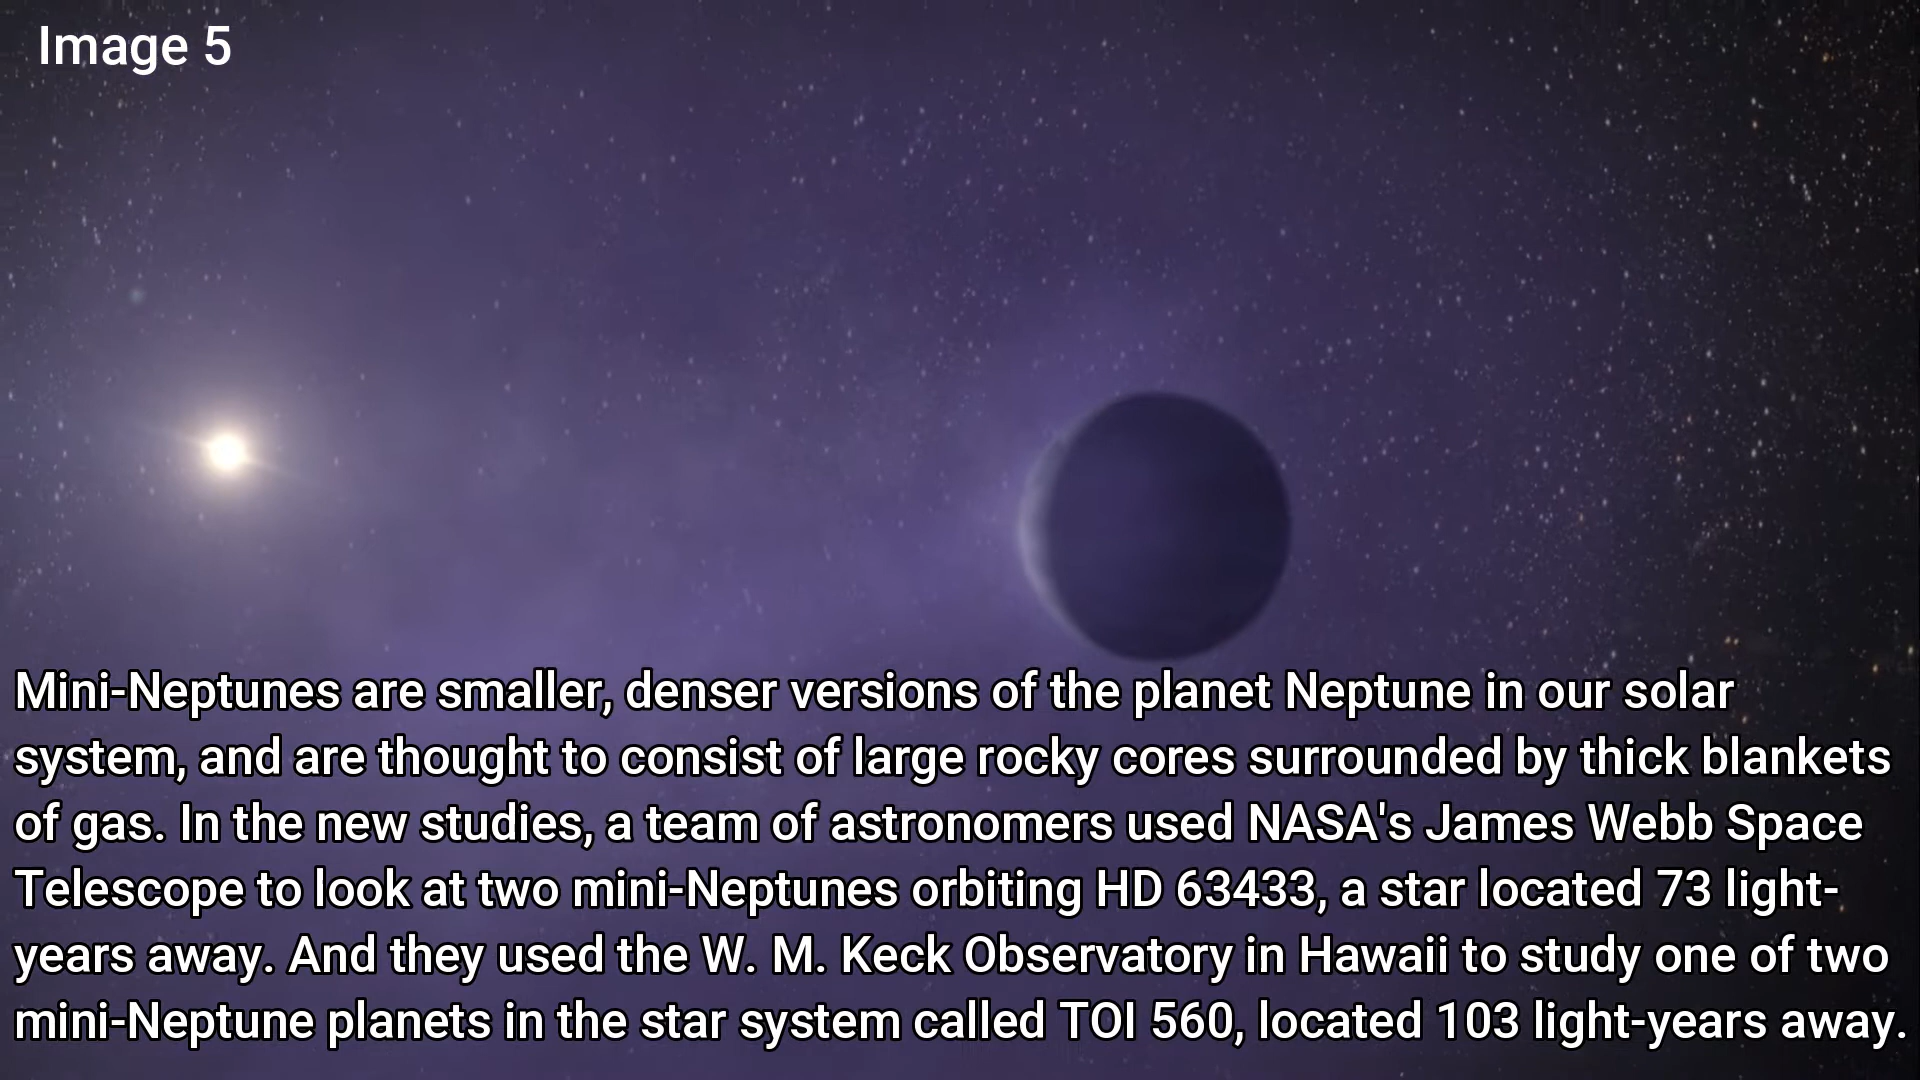 Image 5
Mini-Neptunes are smaller, denser versions of the planet Neptune in our solar
system, and are thought to consist of large rocky cores surrounded by thick blankets
of gas. In the new studies, a team of astronomers used NASA's James Webb Space
Telescope to look at two mini-Neptunes orbiting HD 63433, a star located 73 light-
years away. And they used the W. M. Keck Observatory in Hawaii to study one of two
mini-Neptune planets in the star system called TOI 560, located 103 light-years away.